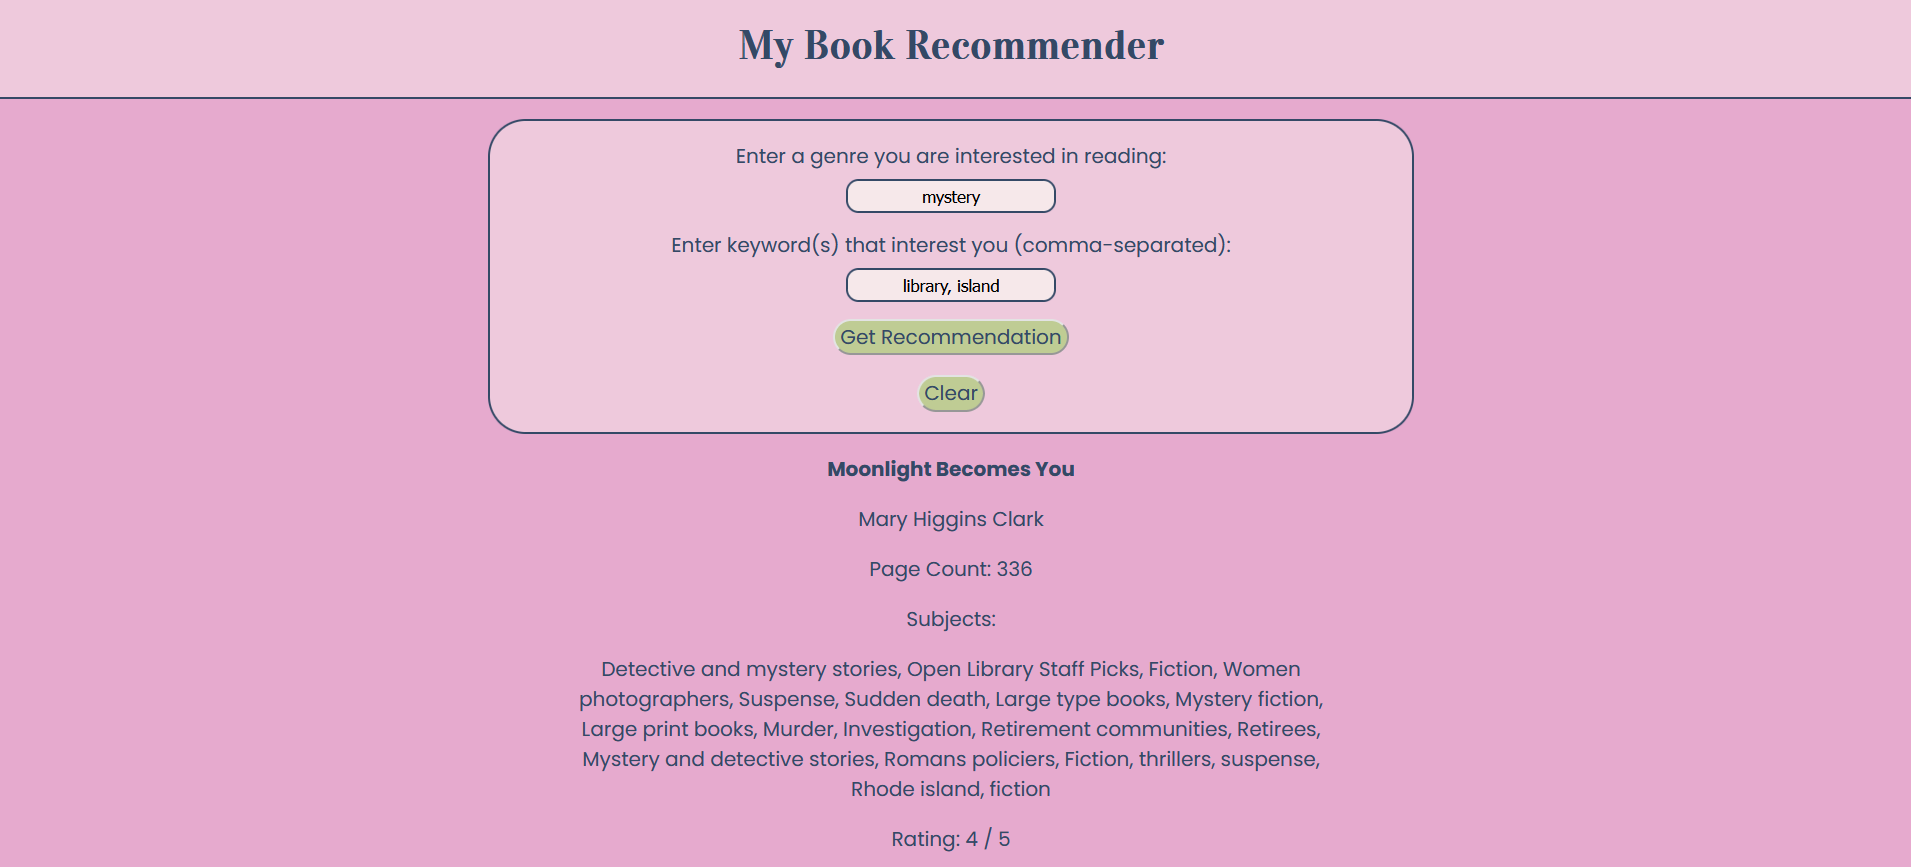 My Book Recommender
Enter a genre you are interested in reading:
mystery
Enter keyword(s) that interest you (comma-separated):
library, island
Get Recommendation
Clear
Moonlight Becomes You
Mary Higgins Clark
Page Count: 336
Subjects:
Detective and mystery stories, Open Library Staff Picks, Fiction, Women
photographers, Suspense, Sudden death, Large type books, Mystery fiction,
Large print books, Murder, Investigation, Retirement communities, Retirees,
Mystery and detective stories, Romans policiers, Fiction, thrillers, suspense,
Rhode island, fiction
Rating: 4 / 5